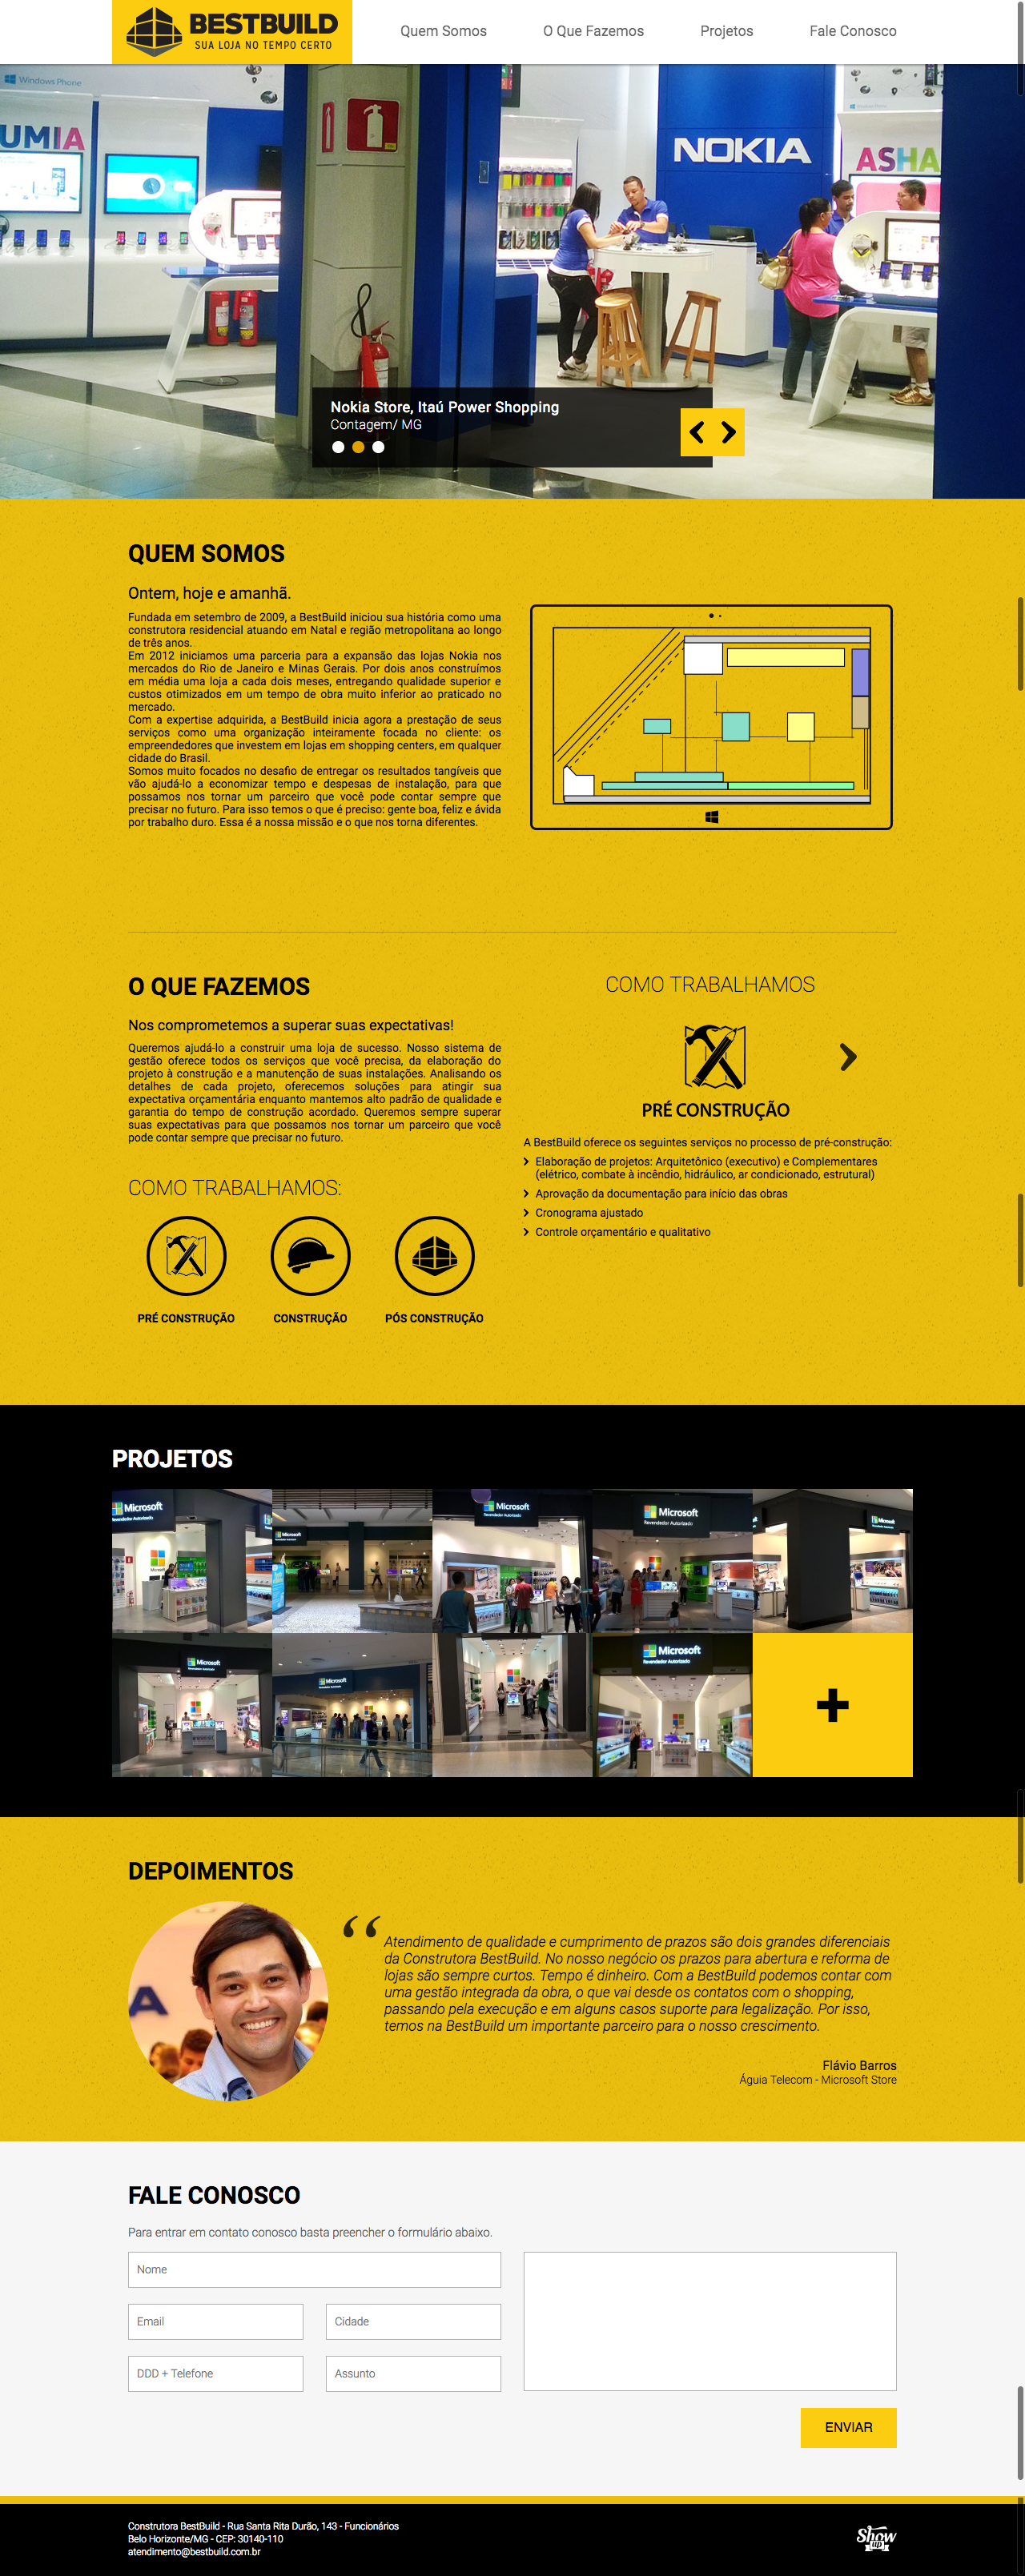 BESTBUILD
SUA LOJA NO TEMPO CERTO
Quem Somos
O Que Fazemos
Projetos
Fale Conosco
Windows Phone
UMIA
NOKIA
ASHA
Nokia Store, Itaú Power Shopping
Contagem/ MG
QUEM SOMOS
Ontem, hoje e amanhã.
Fundada em setembro de 2009, a BestBuild iniciou sua história como uma
construtora residencial atuando em Natal e região metropolitana ao longo
de três anos.
Em 2012 iniciamos uma parceria para a expansão das lojas Nokia nos
mercados do Rio de Janeiro e Minas Gerais. Por dois anos construímos
em média uma loja a cada dois meses, entregando qualidade superior e
custos otimizados em um tempo de obra muito inferior ao praticado no
mercado.
Com a expertise adquirida, a BestBuild inicia agora a prestação de seus
serviços como uma organização inteiramente focada no cliente: os
empreendedores que investem em lojas em shopping centers, em qualquer
cidade do Brasil.
Somos muito focados no desafio de entregar os resultados tangíveis que
vão ajudá-lo a economizar tempo e despesas de instalação, para que
possamos nos tornar um parceiro que você pode contar sempre que
precisar no futuro. Para isso temos o que é preciso: gente boa, feliz e ávida
por trabalho duro. Essa é a nossa missão e o que nos torna diferentes.
O QUE FAZEMOS
Nos comprometemos a superar suas expectativas!
Queremos ajudá-lo a construir uma loja de sucesso. Nosso sistema de
gestão oferece todos os serviços que você precisa, da elaboração do
projeto à construção e a manutenção de suas instalações. Analisando os
detalhes de cada projeto, oferecemos soluções para atingir sua
expectativa orçamentária enquanto mantemos alto padrão de qualidade e
garantia do tempo de construção acordado. Queremos sempre superar
suas expectativas para que possamos nos tornar um parceiro que você
pode contar sempre que precisar no futuro.
COMO TRABALHAMOS:
PRÉ CONSTRUÇÃO
CONSTRUÇÃO
PÓS CONSTRUÇÃO
COMO TRABALHAMOS
PRÉ CONSTRUÇÃO
A BestBuild oferece os seguintes serviços no processo de pré-construção:
Elaboração de projetos: Arquitetônico (executivo) e Complementares
(elétrico, combate à incêndio, hidráulico, ar condicionado, estrutural)
Aprovação da documentação para início das obras
Cronograma ajustado
Controle orçamentário e qualitativo
PROJETOS
Microsoft
Revendedor Autorizado
Microsoft
Microsoft
Microsoft
Revendedor Autorizado
Microsoft
Microsoft
Microsoft
Microsoft
Revendedor Autorizado
DEPOIMENTOS
A
“
Atendimento de qualidade e cumprimento de prazos são dois grandes diferenciais
da Construtora BestBuild. No nosso negócio os prazos para abertura e reforma de
lojas são sempre curtos. Tempo é dinheiro. Com a BestBuild podemos contar com
uma gestão integrada da obra, o que vai desde os contatos com o shopping,
passando pela execução e em alguns casos suporte para legalização. Por isso,
temos na BestBuild um importante parceiro para o nosso crescimento.
Flávio Barros
Águia Telecom - Microsoft Store
FALE CONOSCO
Para entrar em contato conosco basta preencher o formulário abaixo.
Nome
Email
Cidade
DDD + Telefone
Assunto
ENVIAR
Construtora BestBuild - Rua Santa Rita Durão, 143 - Funcionários
Belo Horizonte/MG - CEP: 30140-110
atendimento@bestbuild.com.br
Show
up